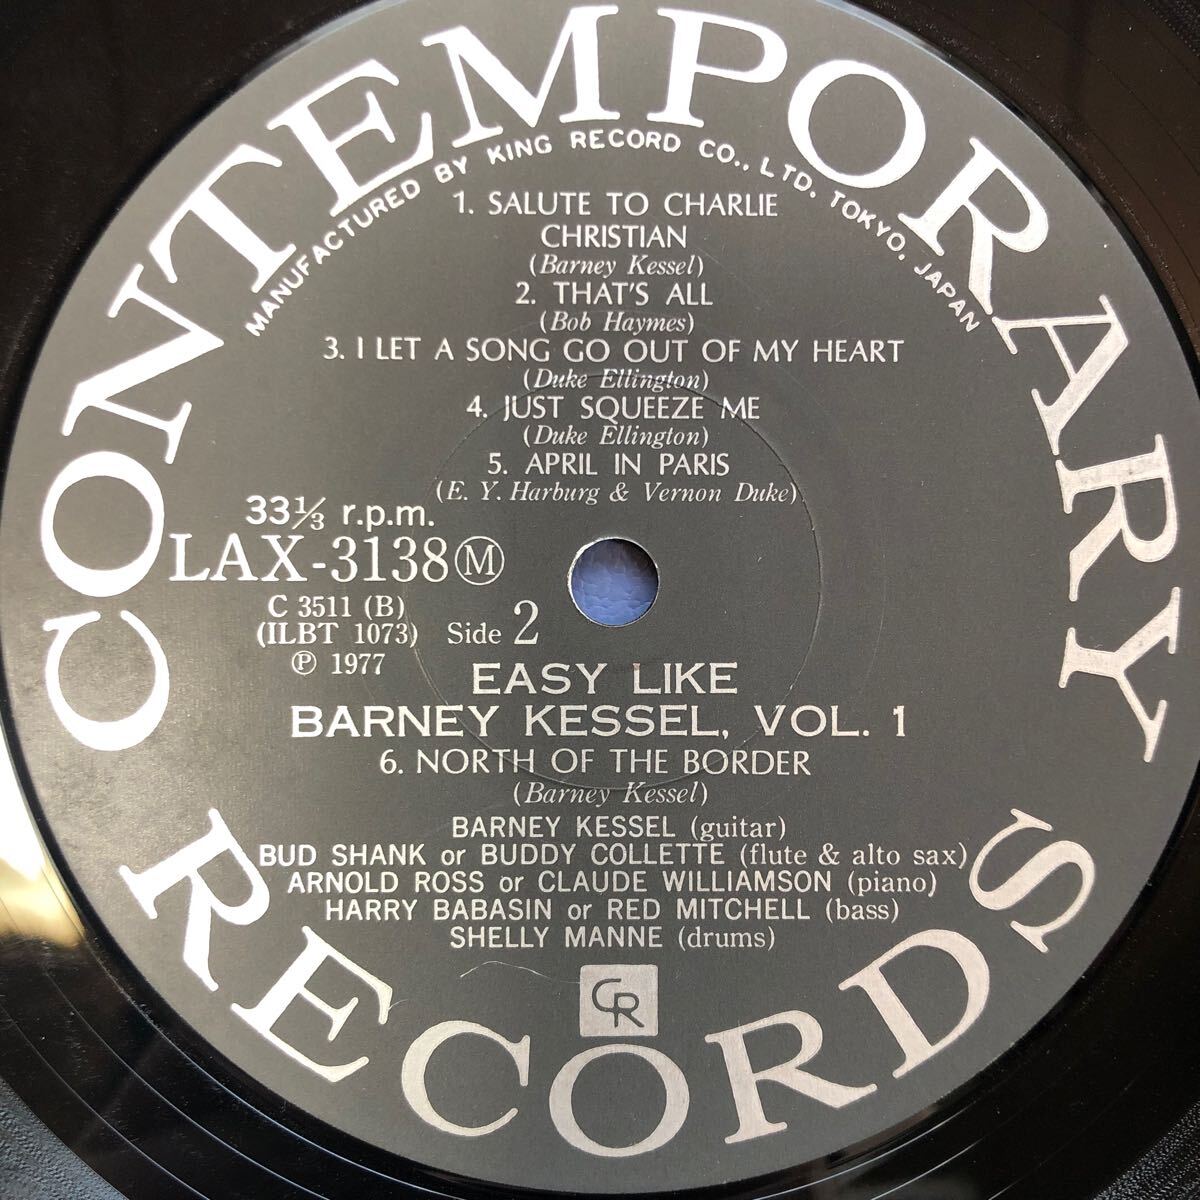 CONTEMPORARY
MANUFACTURED BY KING RECORD CO., LTD. TOKYO, JAPAN
1. SALUTE TO CHARLIE
CHRISTIAN
(Barney Kessel)
2. THAT'S ALL
(Bob Haymes)
3. I LET A SONG GO OUT OF MY HEART
(Duke Ellington)
4. JUST SQUEEZE ME
(Duke Ellington)
5. APRIL IN PARIS
(E. Y. Harburg & Vernon Duke)
33⅓ r.p.m.
LAX-3138 Ⓜ
C 3511 (B)
(ILBT 1073) Side 2
℗ 1977
EASY LIKE
BARNEY KESSEL, VOL. 1
6. NORTH OF THE BORDER
(Barney Kessel)
BARNEY KESSEL (guitar)
BUD SHANK or BUDDY COLLETTE (flute & alto sax)
ARNOLD ROSS or CLAUDE WILLIAMSON (piano)
HARRY BABASIN or RED MITCHELL (bass)
SHELLY MANNE (drums)
CR
RECORDS